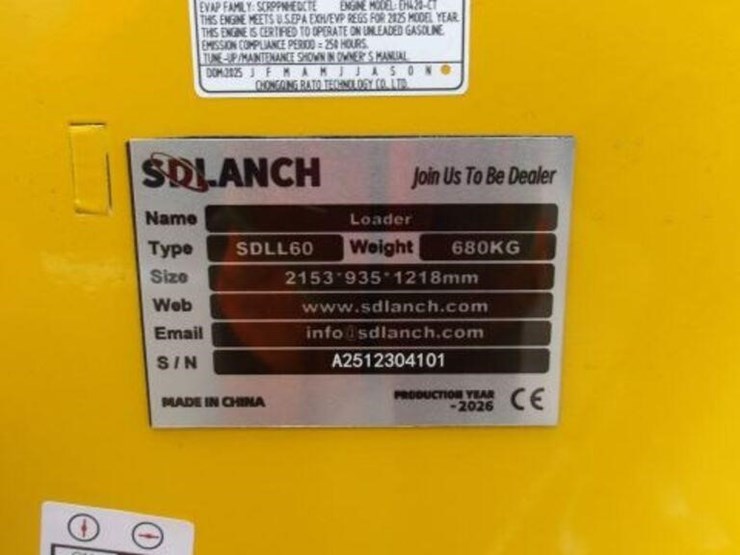 EVAP FAMILY: SCRPPNHEQCTE ENGINE MODEL: EH420-CT
THIS ENGINE MEETS U.S.EPA EXH/EVP REGS FOR 2025 MODEL YEAR.
THIS ENGINE IS CERTIFIED TO OPERATE ON UNLEADED GASOLINE.
EMISSION COMPLIANCE PERIOD = 250 HOURS.
TUNE-UP/MAINTENANCE SHOWN IN OWNER'S MANUAL.
DOM:2025 J F M A M J J A S O N
CHONGQING RATO TECHNOLOGY CO., LTD.
SDLANCH Join Us To Be Dealer
Name Loader
Type SDLL60 Weight 680KG
Size 2153*935*1218mm
Web www.sdlanch.com
Email info@sdlanch.com
S/N A2512304101
MADE IN CHINA PRODUCTION YEAR
-2026 CE